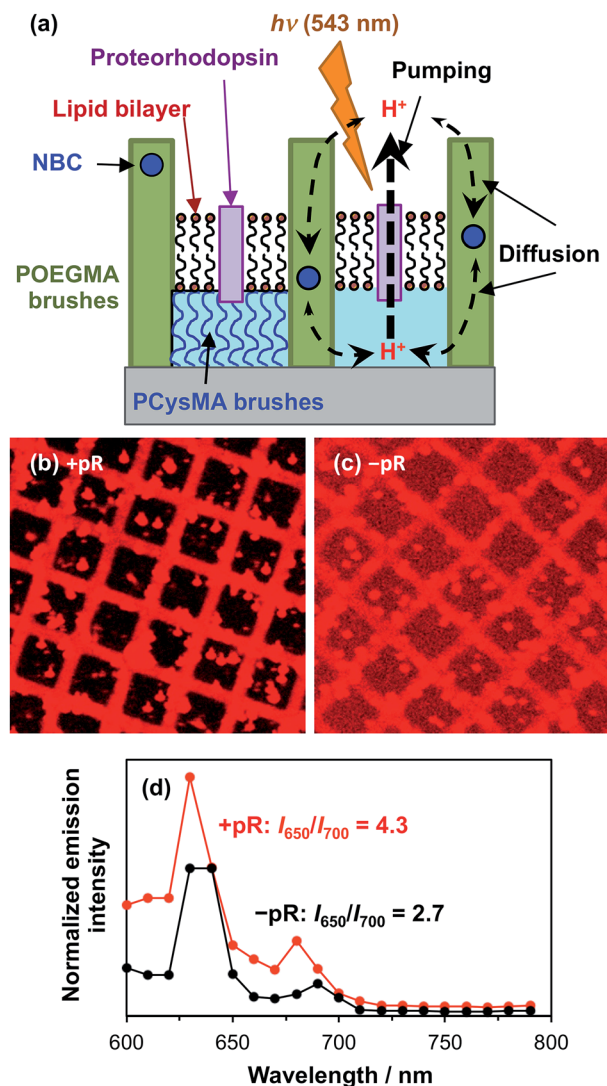 (a)
hν (543 nm)
Proteorhodopsin
Pumping
Lipid bilayer
H⁺
NBC
Diffusion
POEGMA
brushes
H⁺
PCysMA brushes
(b) +pR
(c) −pR
(d)
+pR: I₆₅₀/I₇₀₀ = 4.3
−pR: I₆₅₀/I₇₀₀ = 2.7
Normalized emission
intensity
600
650
700
750
800
Wavelength / nm